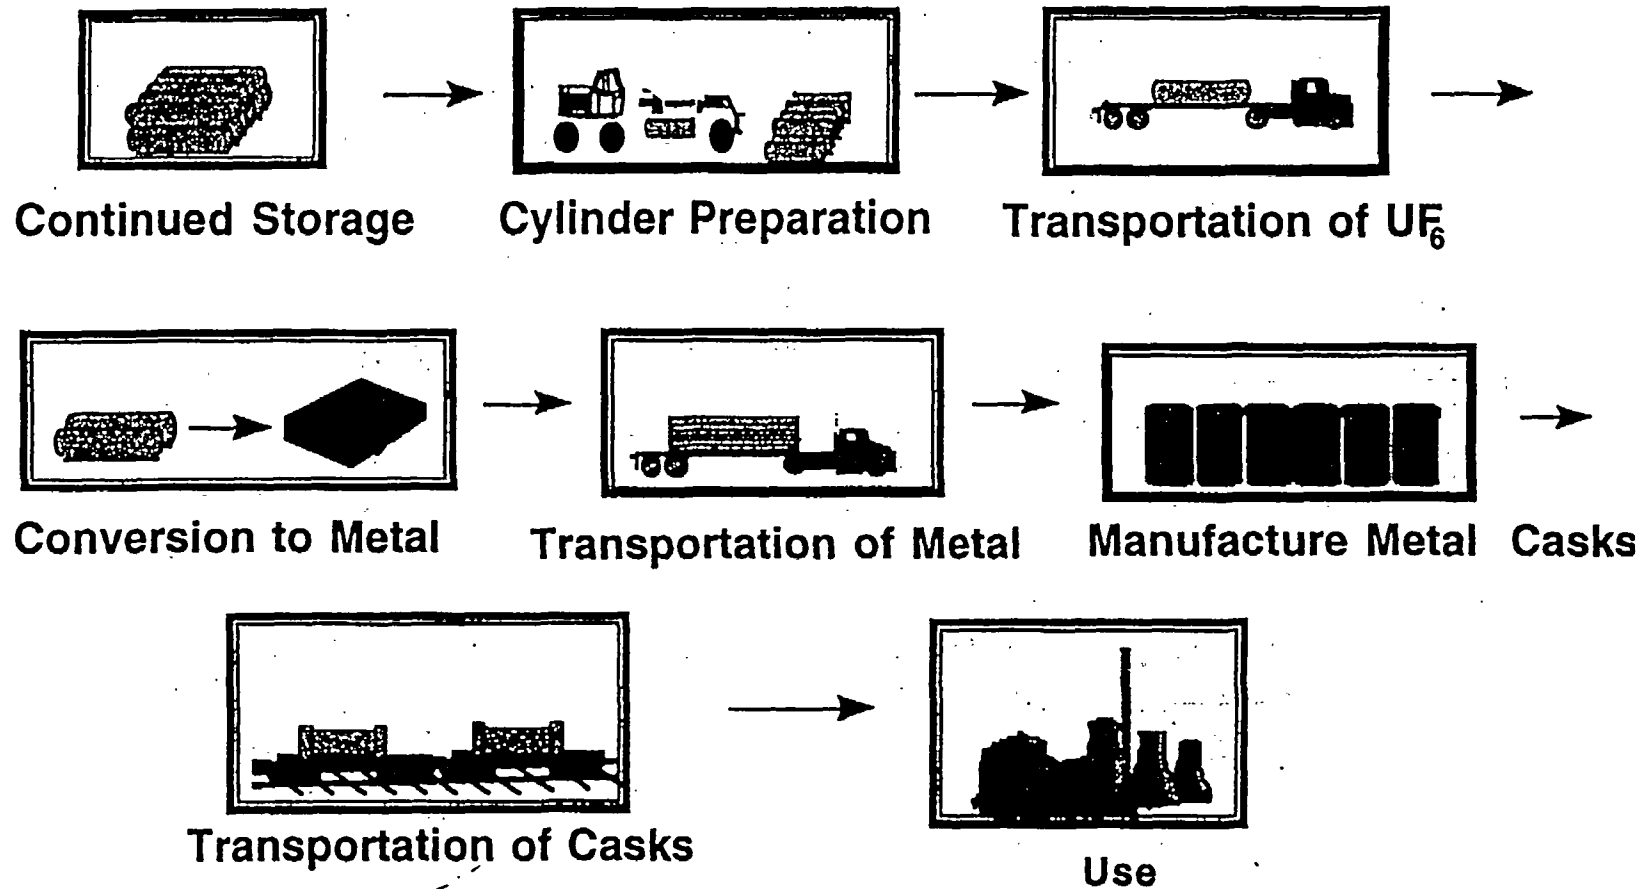 Continued Storage
Cylinder Preparation
Transportation of UF₆
Conversion to Metal
Transportation of Metal
Manufacture Metal Casks
Transportation of Casks
Use